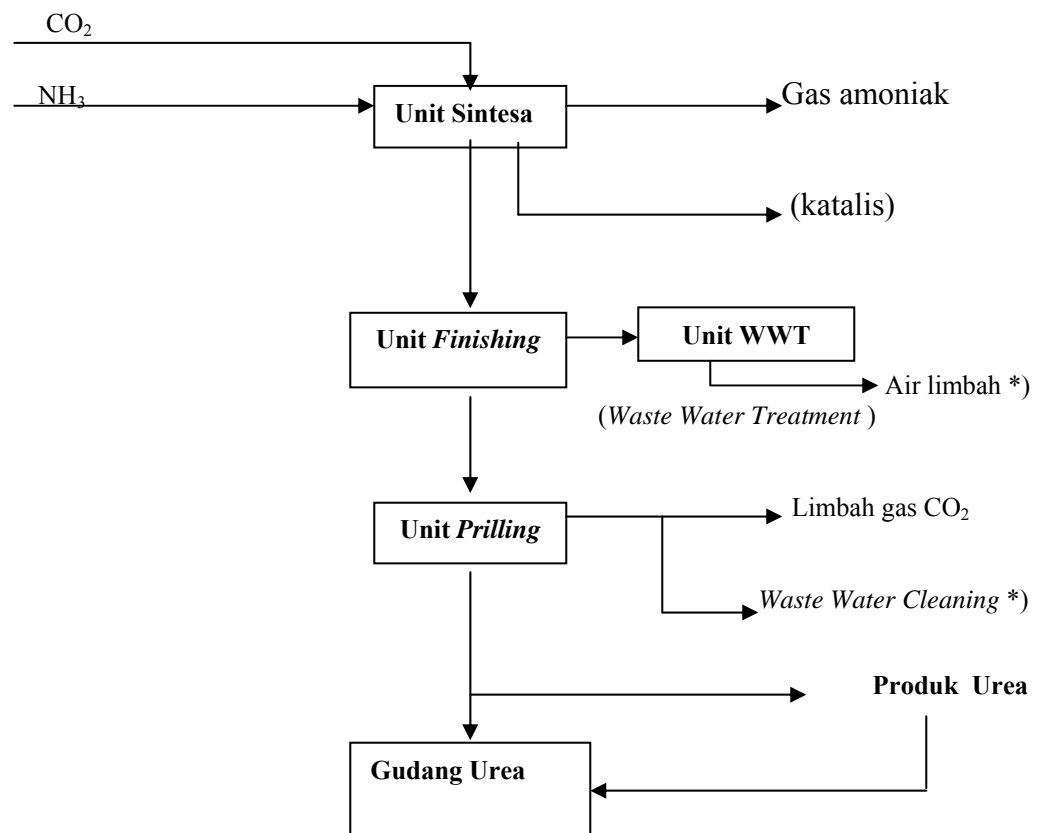 CO₂
NH₃
Unit Sintesa
Gas amoniak
(katalis)
Unit Finishing
Unit WWT
Air limbah *)
(Waste Water Treatment )
Unit Prilling
Limbah gas CO₂
Waste Water Cleaning *)
Produk Urea
Gudang Urea